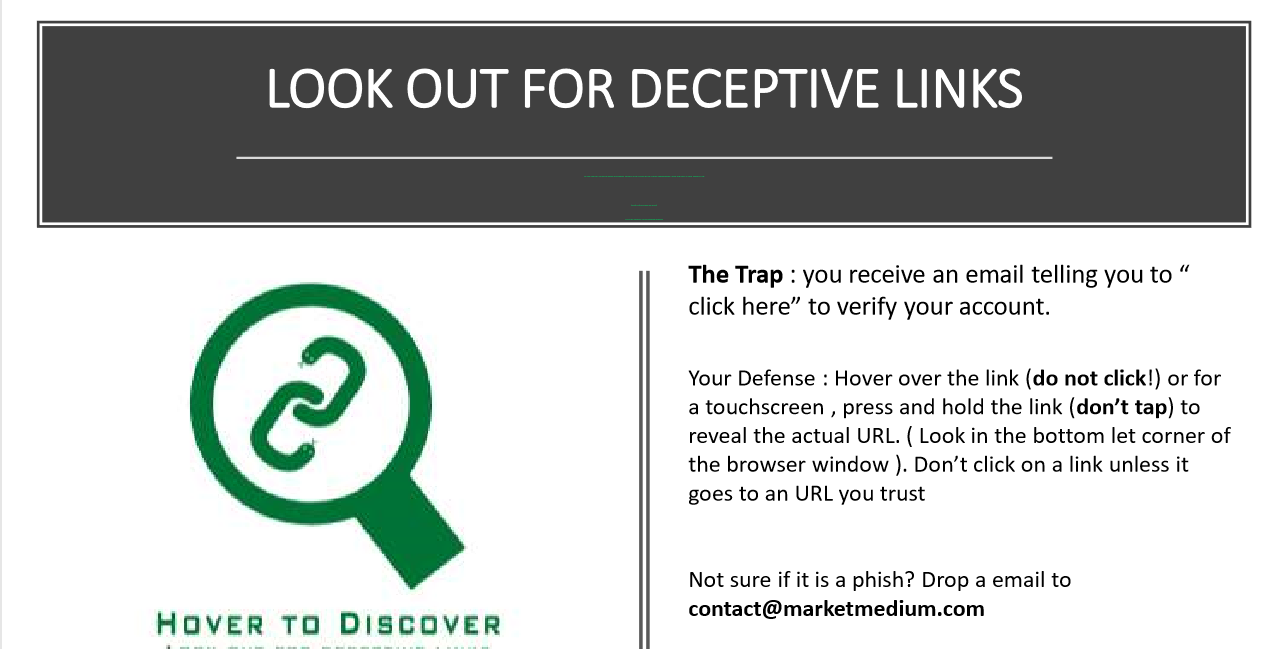 LOOK OUT FOR DECEPTIVE LINKS
The Trap : you receive an email telling you to “
click here” to verify your account.
Your Defense : Hover over the link (do not click!) or for
a touchscreen , press and hold the link (don’t tap) to
reveal the actual URL. ( Look in the bottom let corner of
the browser window ). Don’t click on a link unless it
goes to an URL you trust
Not sure if it is a phish? Drop a email to
contact@marketmedium.com
HOVER TO DISCOVER